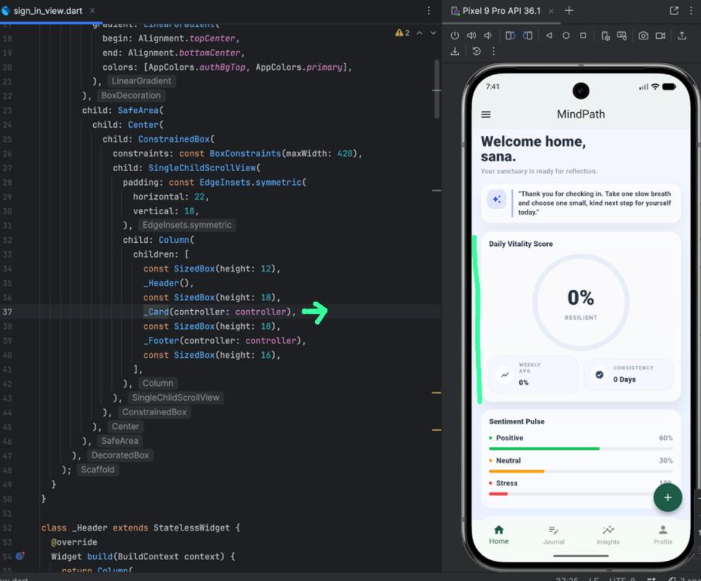 sign_in_view.dart
Pixel 9 Pro API 36.1
2
17 gradient: LinearGradient(
18 begin: Alignment.topCenter,
19 end: Alignment.bottomCenter,
20 colors: [AppColors.authBgTop, AppColors.primary],
21 ), LinearGradient
22 ), BoxDecoration
23 child: SafeArea(
24 child: Center(
25 child: ConstrainedBox(
26 constraints: const BoxConstraints(maxWidth: 420),
27 child: SingleChildScrollView(
28 padding: const EdgeInsets.symmetric(
29 horizontal: 22,
30 vertical: 18,
31 ), EdgeInsets.symmetric
32 child: Column(
33 children: [
34 const SizedBox(height: 12),
35 _Header(),
36 const SizedBox(height: 18),
37 _Card(controller: controller),
38 const SizedBox(height: 18),
39 _Footer(controller: controller),
40 const SizedBox(height: 16),
41 ],
42 ), Column
43 ), SingleChildScrollView
44 ), ConstrainedBox
45 ), Center
46 ), SafeArea
47 ), DecoratedBox
48 ); Scaffold
49 }
50 }
51
52 class _Header extends StatelessWidget {
53 @override
54 Widget build(BuildContext context) {
55 return Column(
7:41
MindPath
Welcome home,
sana.
Your sanctuary is ready for reflection.
"Thank you for checking in. Take one slow breath
and choose one small, kind next step for yourself
today."
Daily Vitality Score
0%
RESILIENT
WEEKLY
AVG
0%
CONSISTENCY
0 Days
Sentiment Pulse
Positive 60%
Neutral 30%
Stress
+
Home Journal Insights Profile
37:35 LF UTF-8